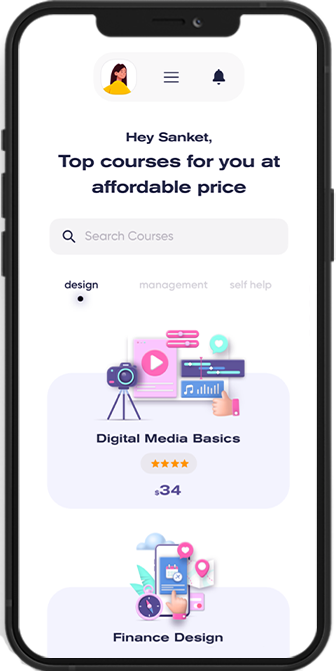 Hey Sanket,
Top courses for you at
affordable price
Search Courses
design management self help
Digital Media Basics
$34
Finance Design